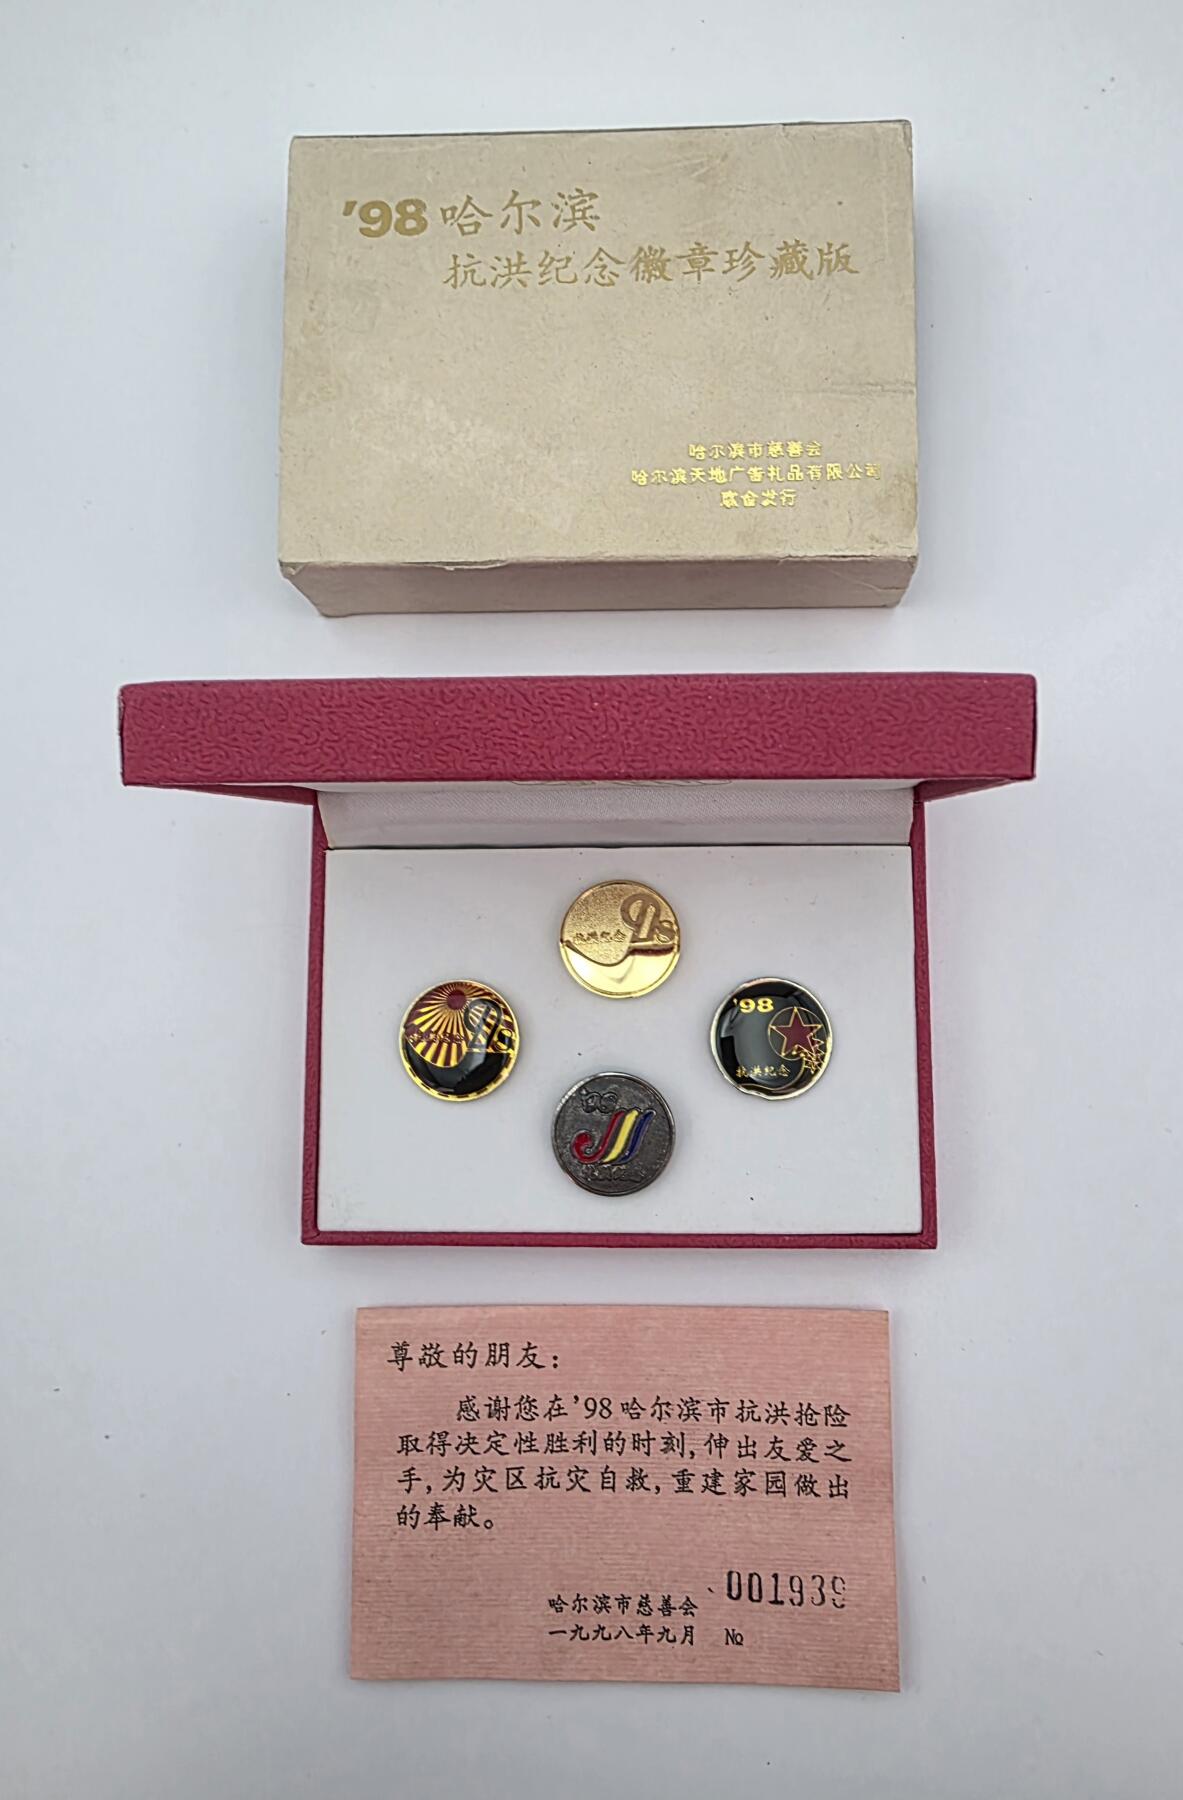 '98哈尔滨
抗洪纪念徽章珍藏版
哈尔滨市慈善会
哈尔滨天地广告礼品有限公司
联合发行
98
抗洪纪念
98
'98
抗洪纪念
'98
尊敬的朋友：
感谢您在'98哈尔滨市抗洪抢险
取得决定性胜利的时刻，伸出友爱之
手，为灾区抗灾自救，重建家园做出
的奉献。
001939
哈尔滨市慈善会
一九九八年九月 №